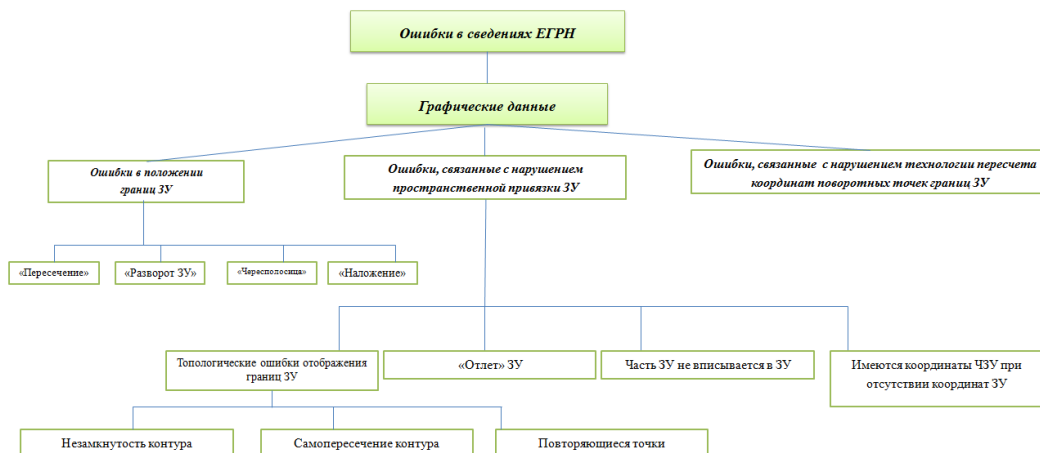 Ошибки в сведениях ЕГРН
Графические данные
Ошибки в положении
границ ЗУ
Ошибки, связанные с нарушением
пространственной привязки ЗУ
Ошибки, связанные с нарушением технологии пересчета
координат поворотных точек границ ЗУ
«Пересечение»
«Разворот ЗУ»
«Чересполосица»
«Наложение»
Топологические ошибки отображения
границ ЗУ
«Отлет» ЗУ
Часть ЗУ не вписывается в ЗУ
Имеются координаты ЧЗУ при
отсутствии координат ЗУ
Незамкнутость контура
Самопересечение контура
Повторяющиеся точки